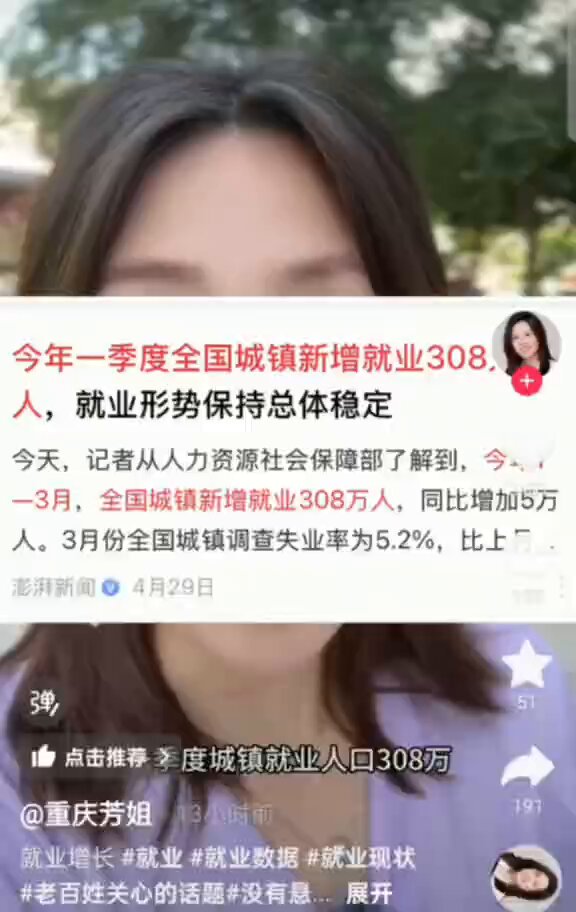 今年一季度全国城镇新增就业308
人，就业形势保持总体稳定
今天，记者从人力资源社会保障部了解到，今年1
—3月，全国城镇新增就业308万人，同比增加5万
人。3月份全国城镇调查失业率为5.2%，比上月
澎湃新闻 4月29日
51
弹
点击推荐 >
季度城镇就业人口308万
191
@重庆芳姐 13小时前
就业增长 #就业 #就业数据 #就业现状
#老百姓关心的话题#没有悬... 展开